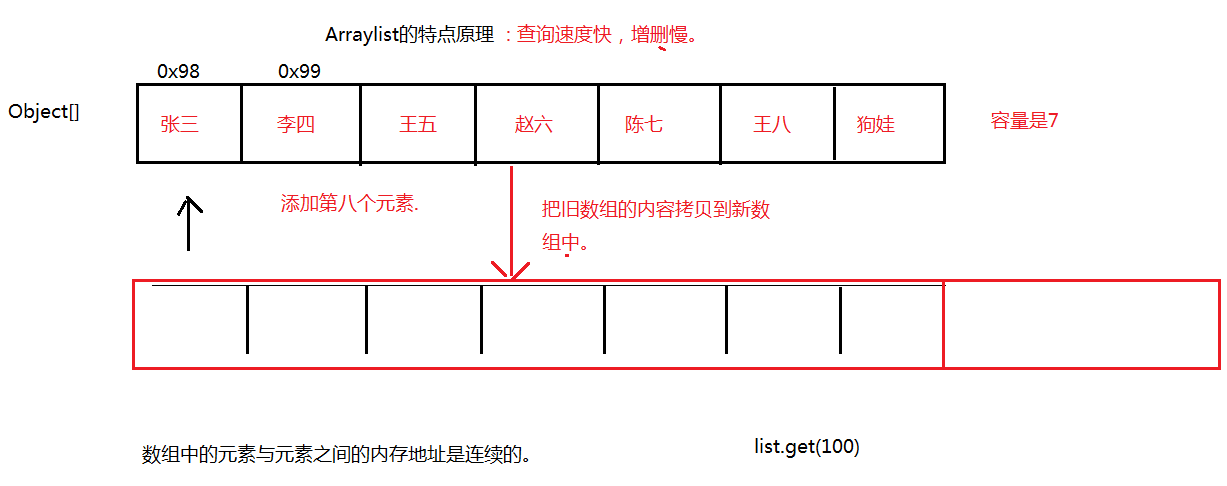 Arraylist的特点原理 ：查询速度快，增删慢。
0x98 0x99
Object[] 张三 李四 王五 赵六 陈七 王八 狗娃 容量是7
添加第八个元素.
把旧数组的内容拷贝到新数
组中。
数组中的元素与元素之间的内存地址是连续的。
list.get(100)